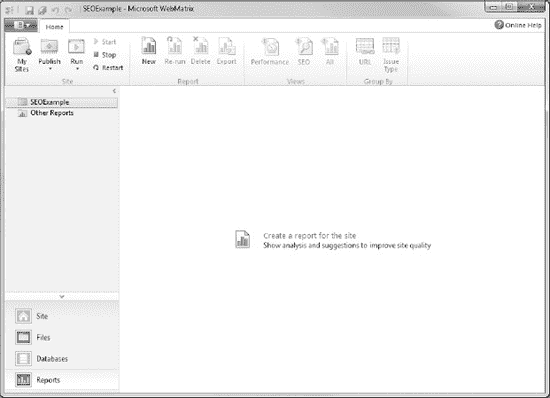 SEOExample - Microsoft WebMatrix
Home
Online Help
My Sites
Publish
Run
Start
Stop
Restart
New
Re-run
Delete
Export
Performance
SEO
All
URL
Issue Type
Site
Report
Views
Group By
SEOExample
Other Reports
Create a report for the site
Show analysis and suggestions to improve site quality
Site
Files
Databases
Reports